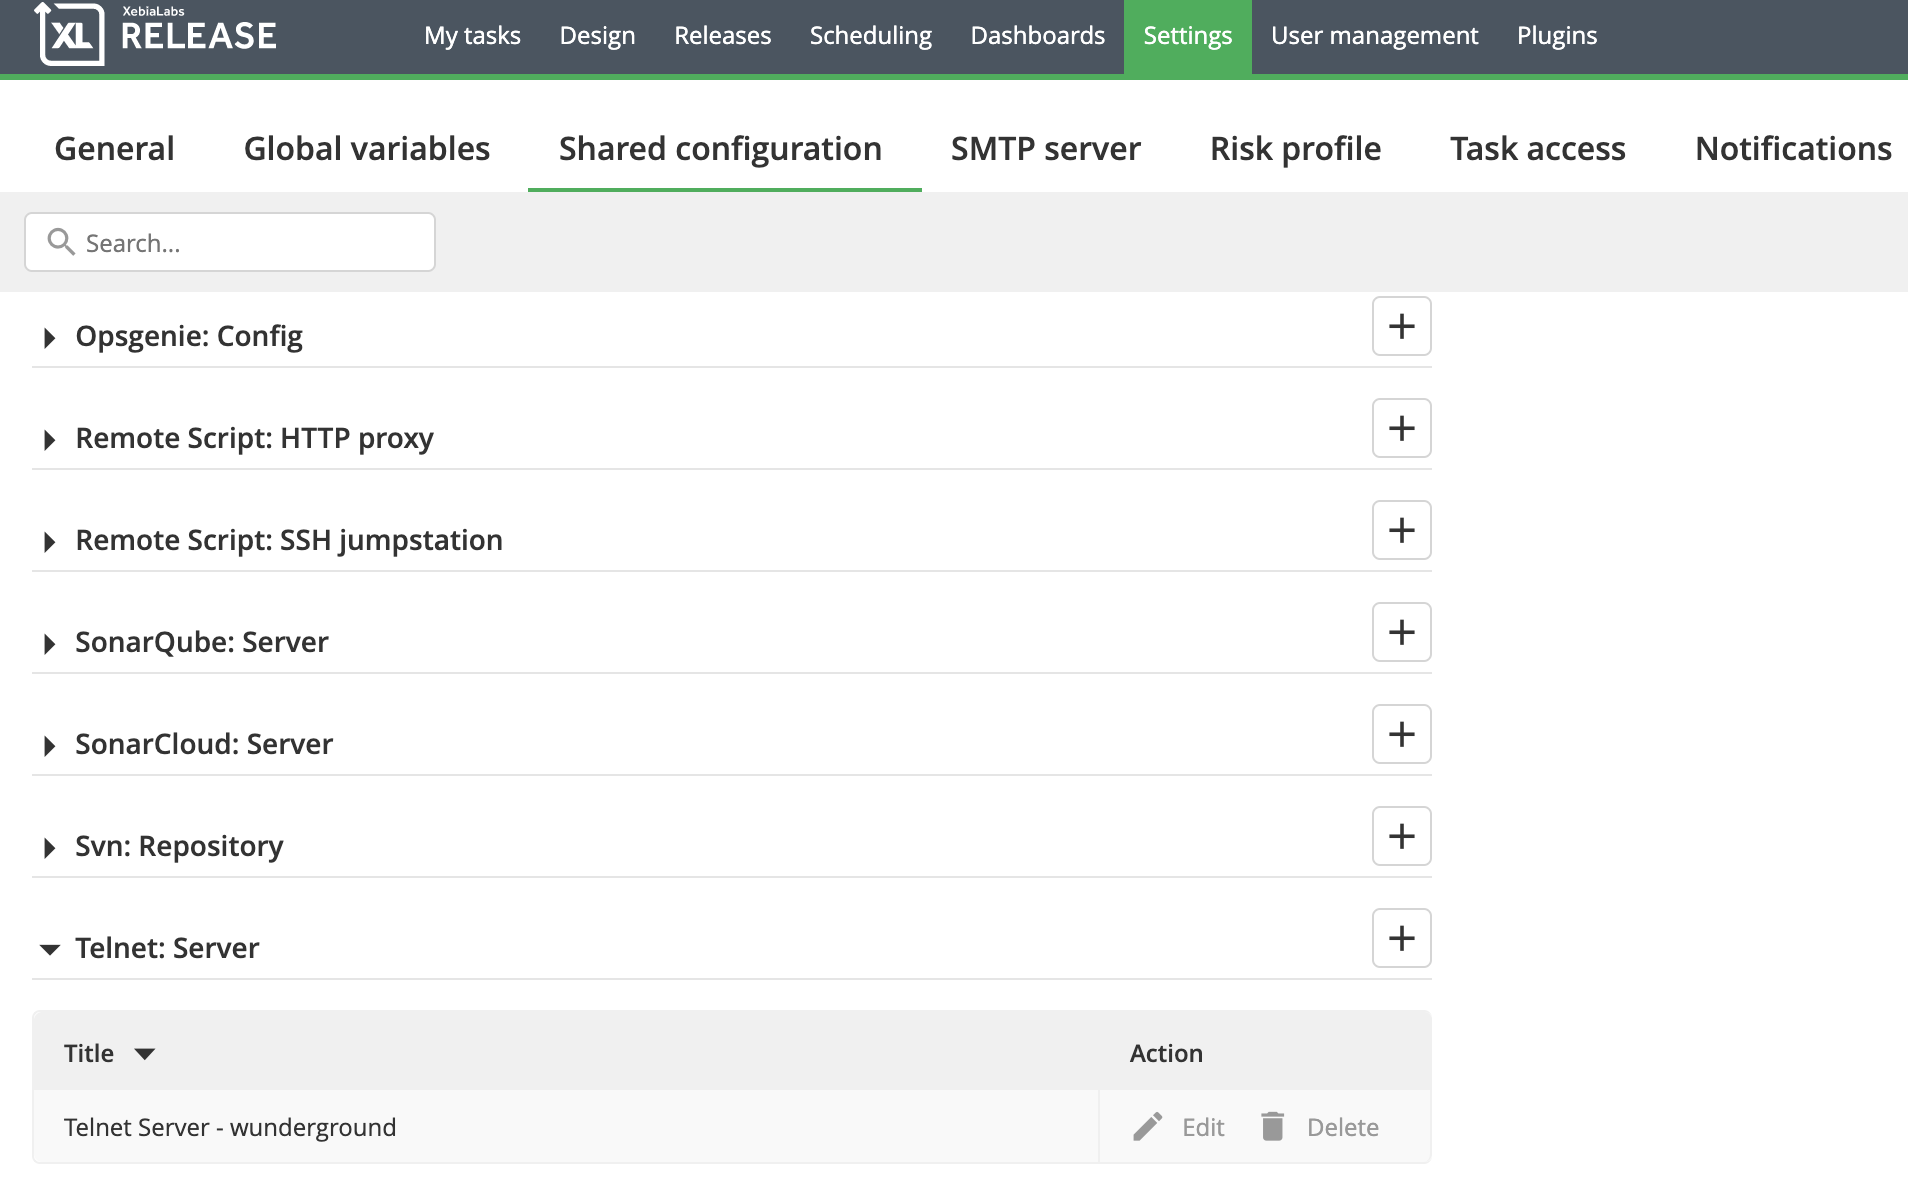 XebiaLabs
XL RELEASE
My tasks Design Releases Scheduling Dashboards Settings User management Plugins
General Global variables Shared configuration SMTP server Risk profile Task access Notifications
Search...
Opsgenie: Config +
Remote Script: HTTP proxy +
Remote Script: SSH jumpstation +
SonarQube: Server +
SonarCloud: Server +
Svn: Repository +
Telnet: Server +
Title Action
Telnet Server - wunderground Edit Delete